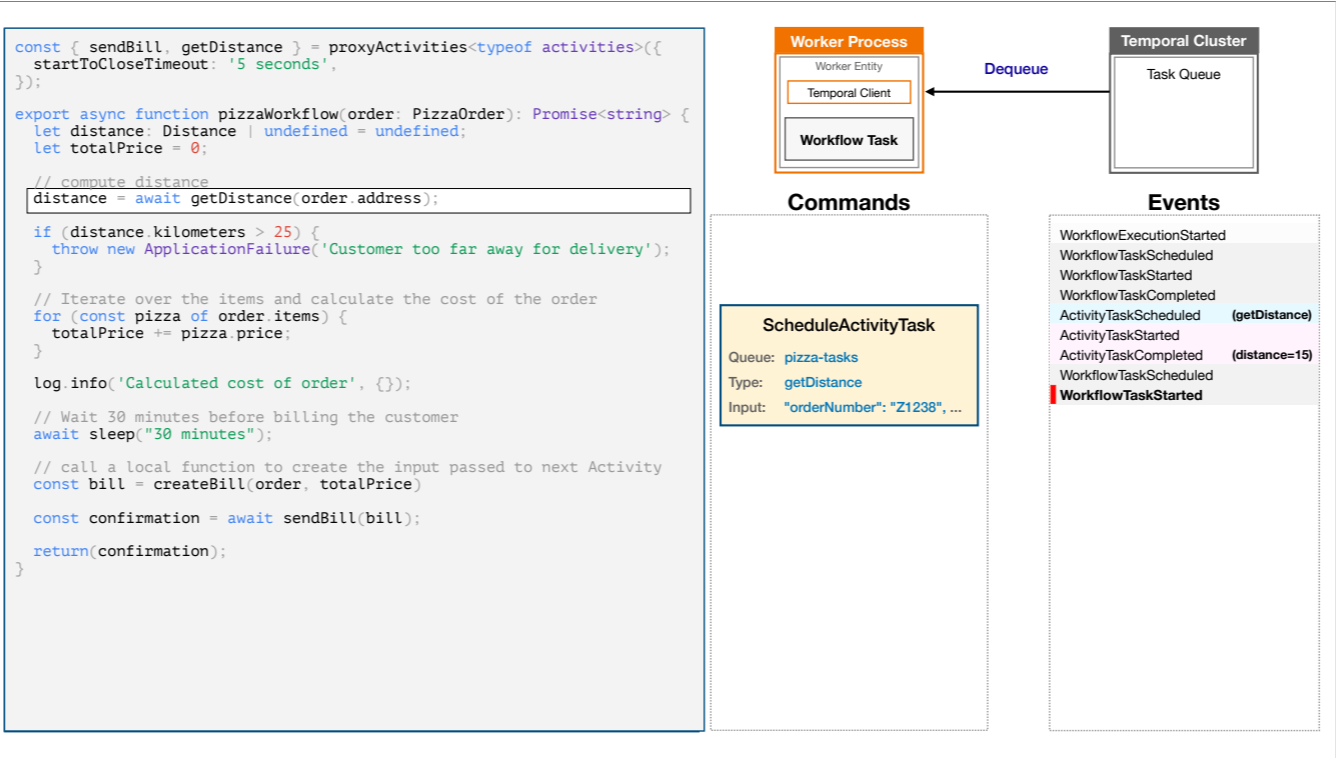 const { sendBill, getDistance } = proxyActivities<typeof activities>({
  startToCloseTimeout: '5 seconds',
});
export async function pizzaWorkflow(order: PizzaOrder): Promise<string> {
  let distance: Distance | undefined = undefined;
  let totalPrice = 0;
  // compute distance
  distance = await getDistance(order.address);
  if (distance.kilometers > 25) {
    throw new ApplicationFailure('Customer too far away for delivery');
  }
  // Iterate over the items and calculate the cost of the order
  for (const pizza of order.items) {
    totalPrice += pizza.price;
  }
  log.info('Calculated cost of order', {});
  // Wait 30 minutes before billing the customer
  await sleep("30 minutes");
  // call a local function to create the input passed to next Activity
  const bill = createBill(order, totalPrice)
  const confirmation = await sendBill(bill);
  return(confirmation);
}
Worker Process
Worker Entity
Temporal Client
Workflow Task
Dequeue
Temporal Cluster
Task Queue
Commands
ScheduleActivityTask
Queue: pizza-tasks
Type: getDistance
Input: "orderNumber": "Z1238", ...
Events
WorkflowExecutionStarted
WorkflowTaskScheduled
WorkflowTaskStarted
WorkflowTaskCompleted
ActivityTaskScheduled (getDistance)
ActivityTaskStarted
ActivityTaskCompleted (distance=15)
WorkflowTaskScheduled
WorkflowTaskStarted